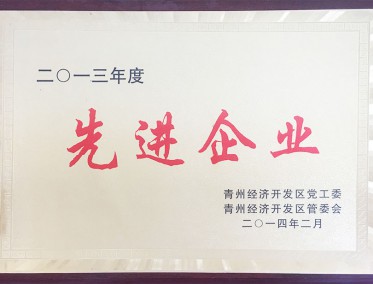 二〇一三年度
先进企业
青州经济开发区党工委
青州经济开发区管委会
二〇一四年二月